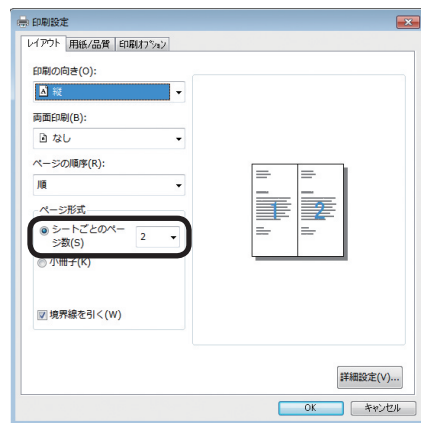 印刷設定
レイアウト 用紙/品質 印刷ｵﾌﾟｼｮﾝ
印刷の向き(O):
A 縦
両面印刷(B):
なし
ページの順序(R):
順
ページ形式
シートごとのペー
ジ数(S) 2
小冊子(K)
境界線を引く(W)
1 2
詳細設定(V)...
OK キャンセル